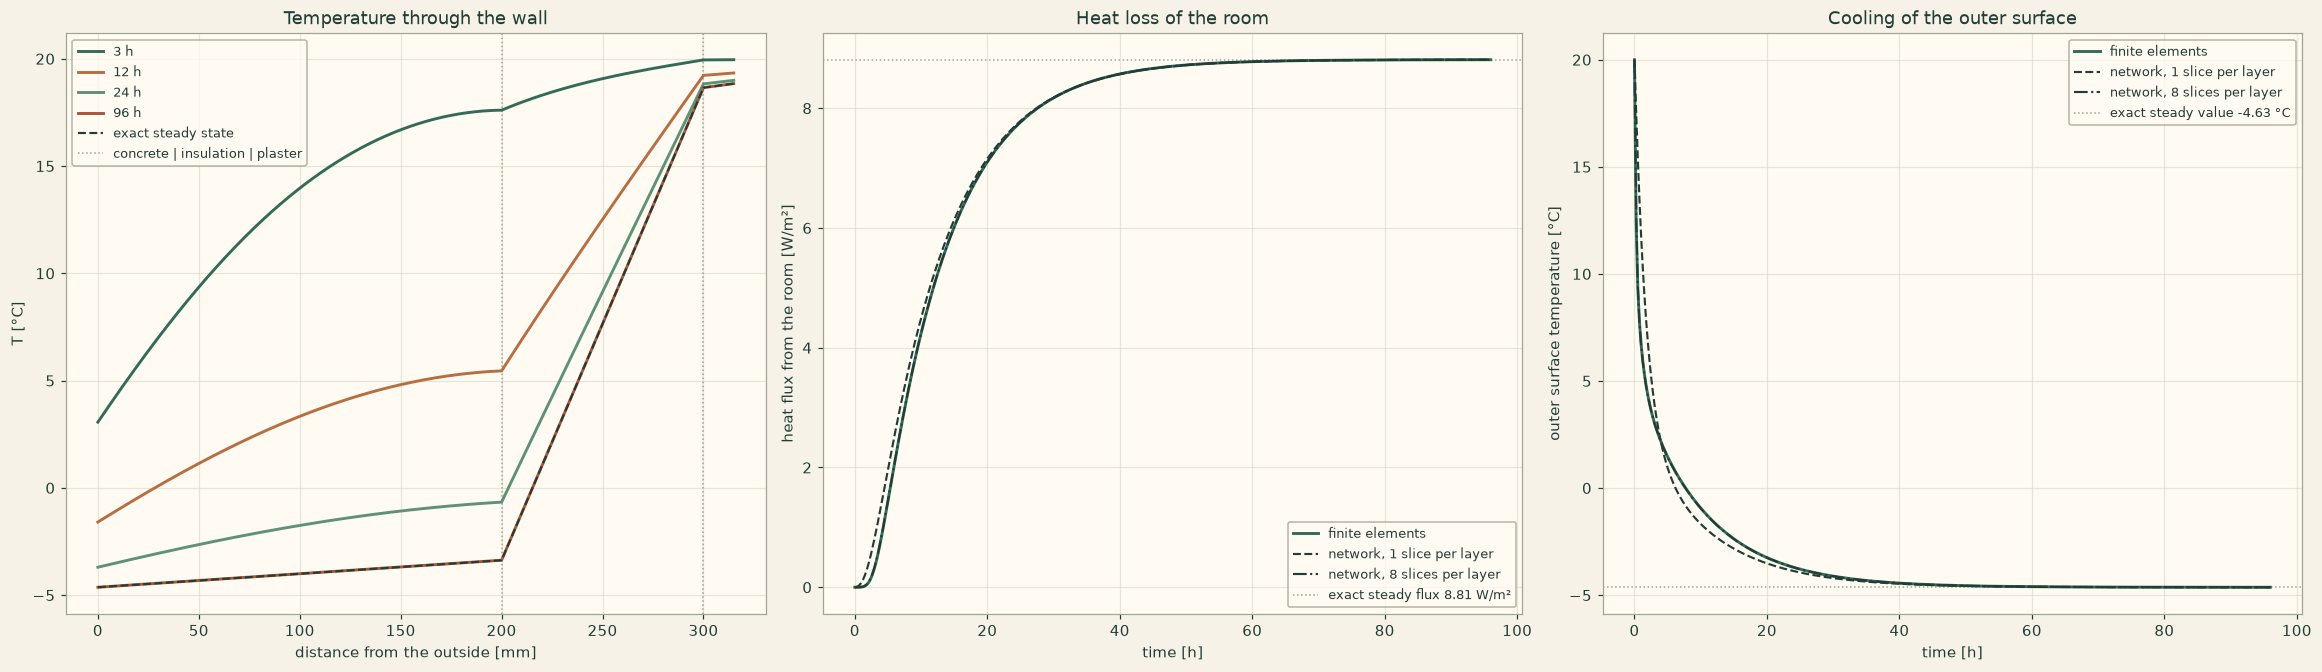 Temperature through the wall
T [°C]
20
15
10
5
0
−5
3 h
12 h
24 h
96 h
exact steady state
concrete | insulation | plaster
0
50
100
150
200
250
300
distance from the outside [mm]
Heat loss of the room
heat flux from the room [W/m²]
8
6
4
2
0
finite elements
network, 1 slice per layer
network, 8 slices per layer
exact steady flux 8.81 W/m²
0
20
40
60
80
100
time [h]
Cooling of the outer surface
outer surface temperature [°C]
20
15
10
5
0
−5
finite elements
network, 1 slice per layer
network, 8 slices per layer
exact steady value -4.63 °C
0
20
40
60
80
100
time [h]